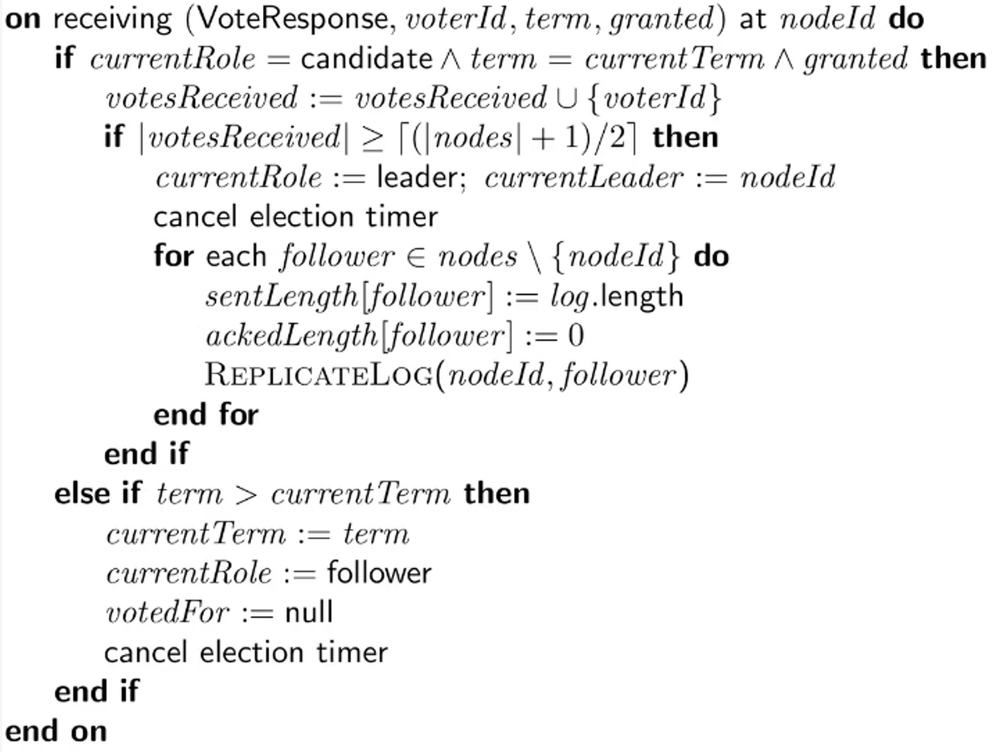 on receiving (VoteResponse, voterId, term, granted) at nodeId do
if currentRole = candidate ∧ term = currentTerm ∧ granted then
votesReceived := votesReceived ∪ {voterId}
if |votesReceived| ≥ ⌈(|nodes| + 1)/2⌉ then
currentRole := leader; currentLeader := nodeId
cancel election timer
for each follower ∈ nodes \ {nodeId} do
sentLength[follower] := log.length
ackedLength[follower] := 0
REPLICATELOG(nodeId, follower)
end for
end if
else if term > currentTerm then
currentTerm := term
currentRole := follower
votedFor := null
cancel election timer
end if
end on